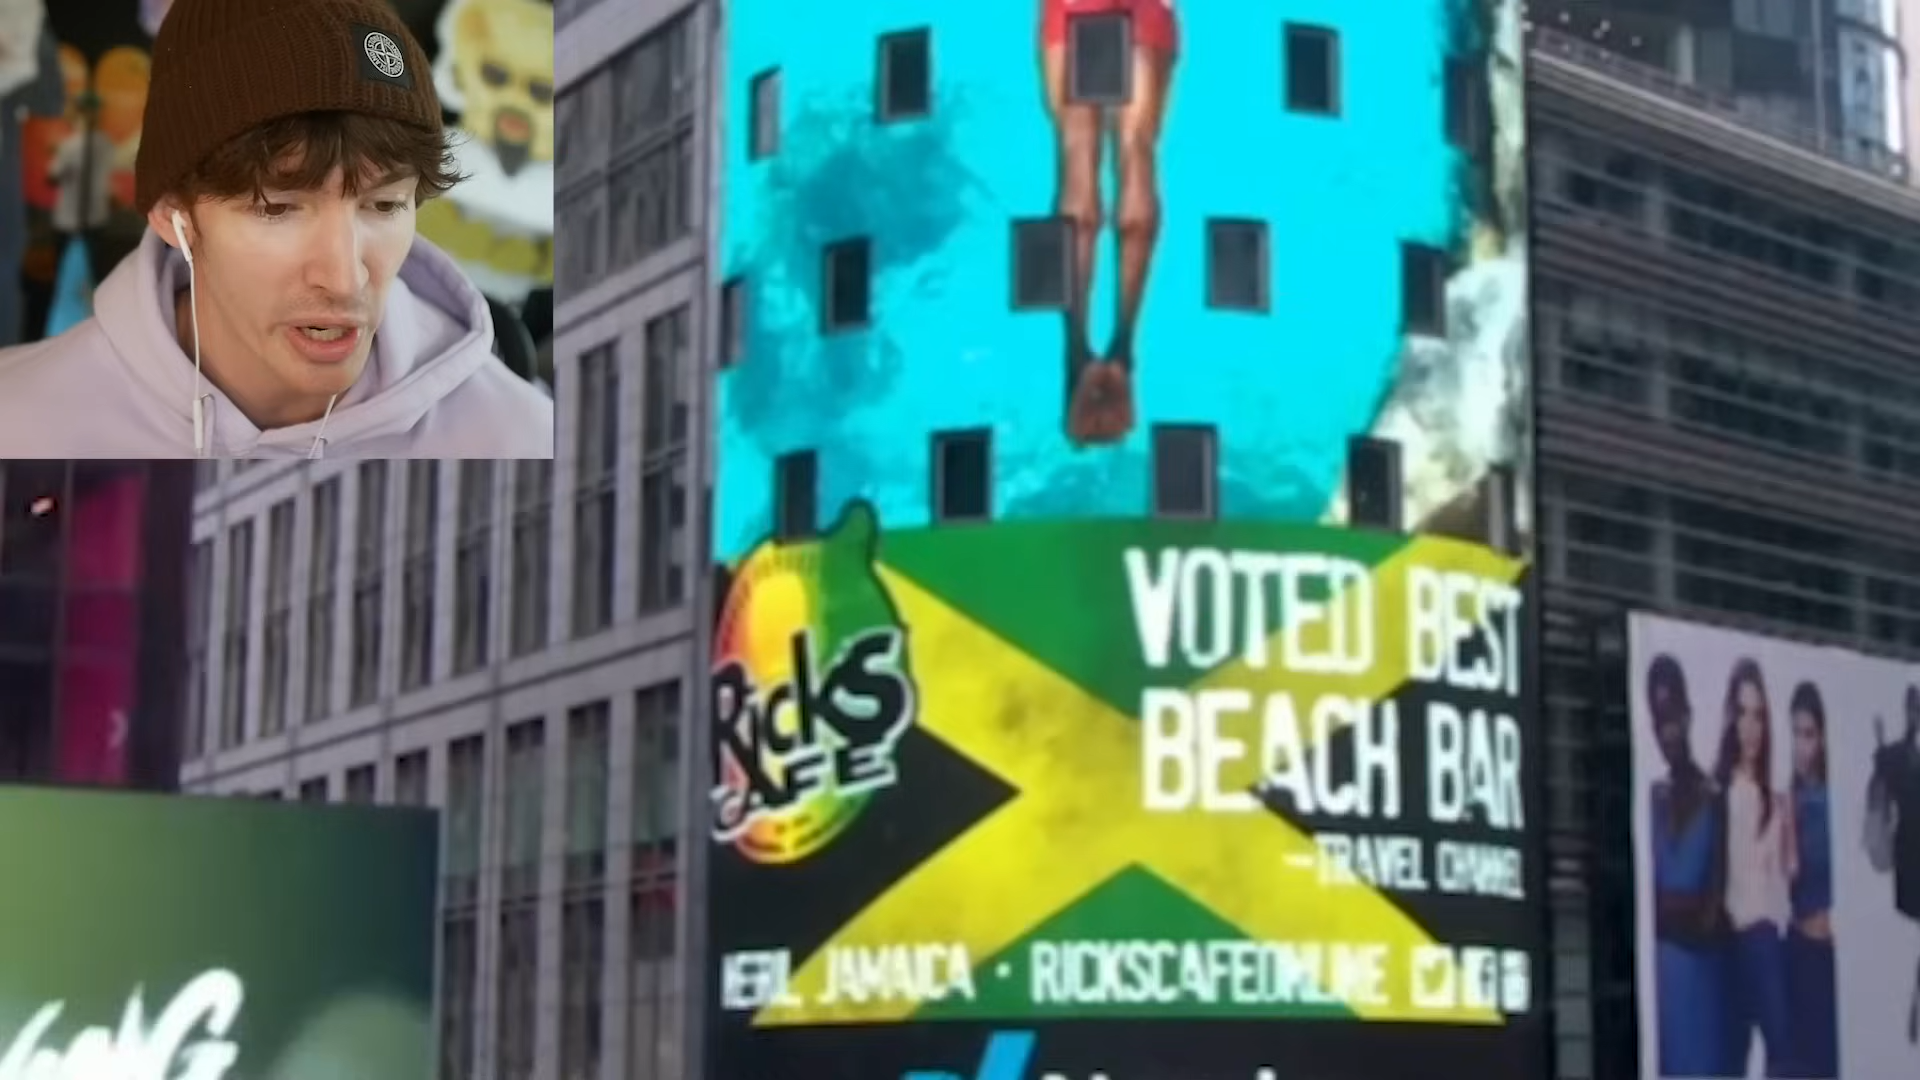 VOTED BEST
BEACH BAR
—TRAVEL CHANNEL
Ricks
CAFE
JAMAICA · RICKSCAFEONLINE